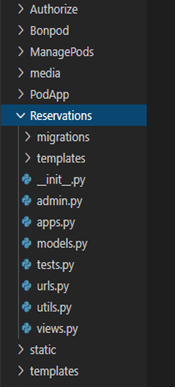 Authorize
Bonpod
ManagePods
media
PodApp
Reservations
migrations
templates
__init__.py
admin.py
apps.py
models.py
tests.py
urls.py
utils.py
views.py
static
templates